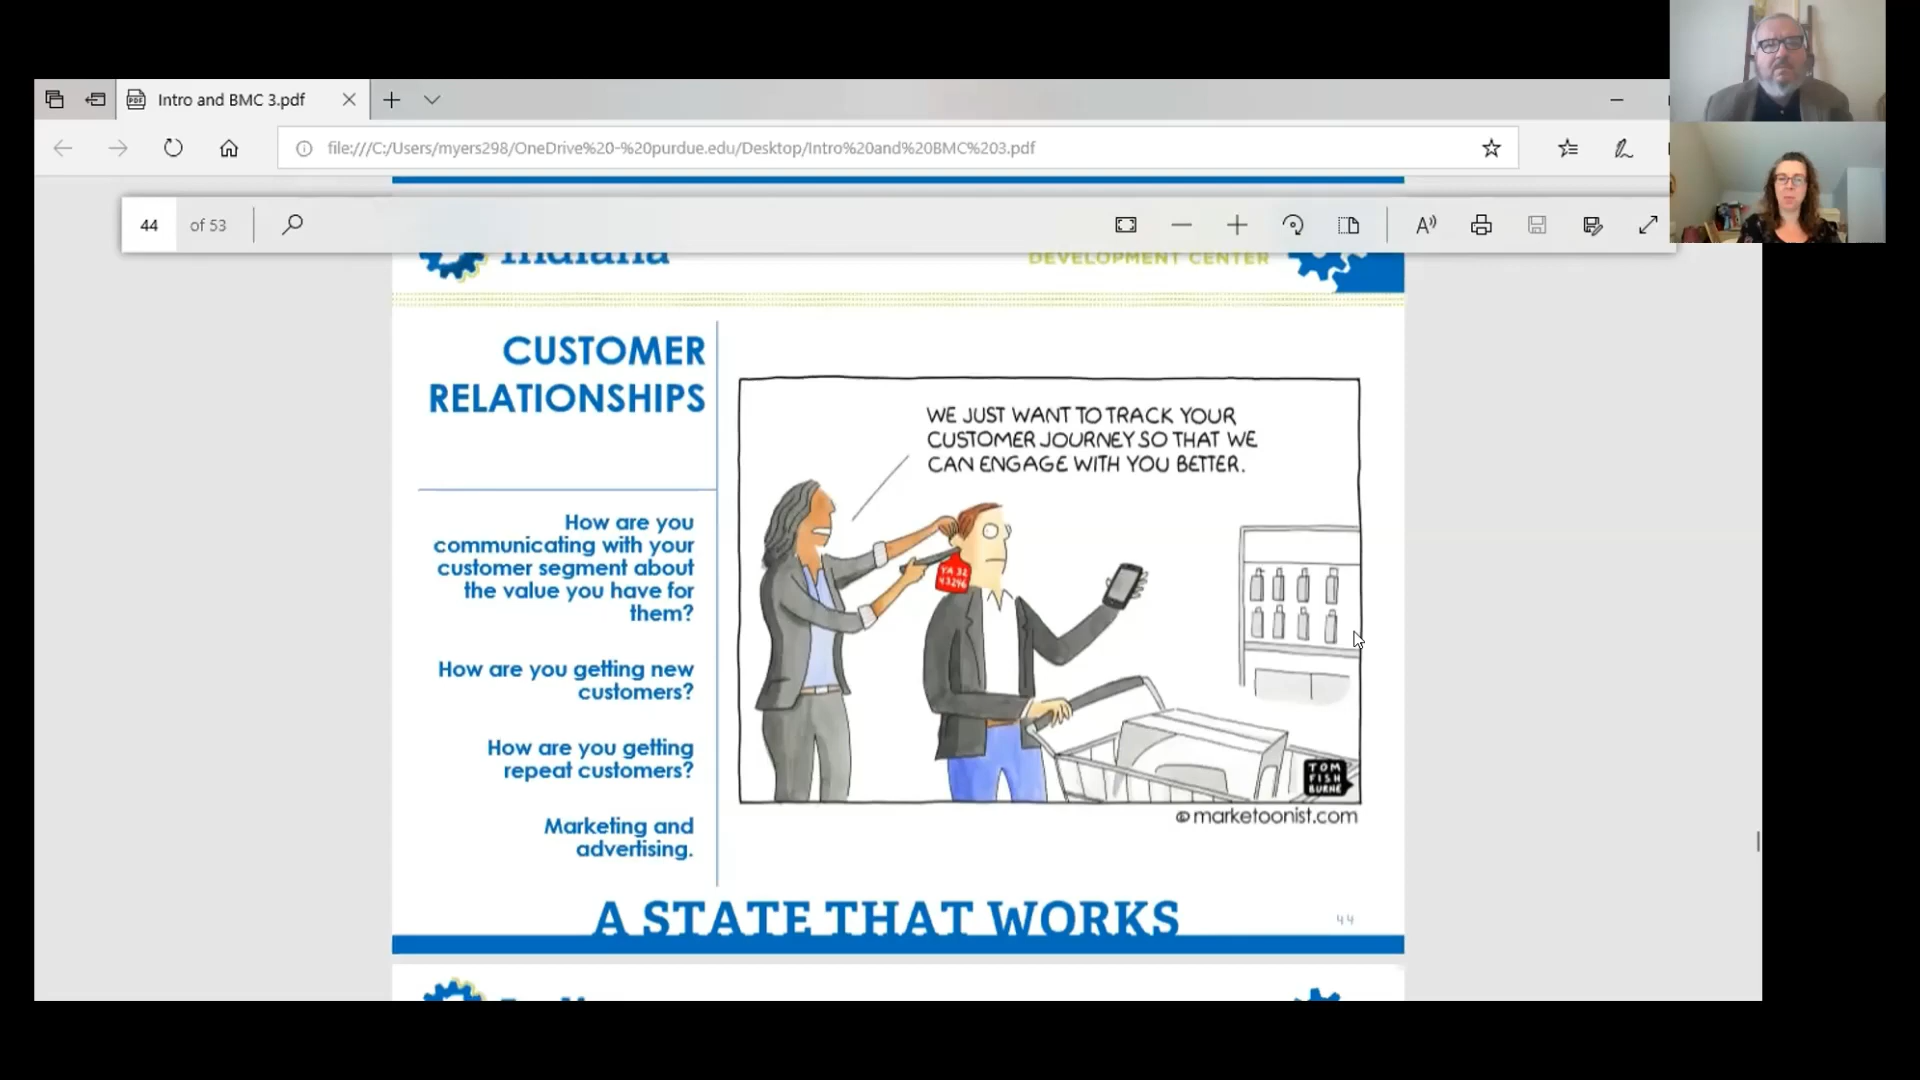 Intro and BMC 3.pdf
file:///C:/Users/myers298/OneDrive%20-%20purdue.edu/Desktop/Intro%20and%20BMC%203.pdf
44 of 53
Indiana
DEVELOPMENT CENTER
CUSTOMER
RELATIONSHIPS
How are you
communicating with your
customer segment about
the value you have for
them?
How are you getting new
customers?
How are you getting
repeat customers?
Marketing and
advertising.
WE JUST WANT TO TRACK YOUR
CUSTOMER JOURNEY SO THAT WE
CAN ENGAGE WITH YOU BETTER.
YA 32
43296
TOM
FISH
BURNE
© marketoonist.com
A STATE THAT WORKS
44